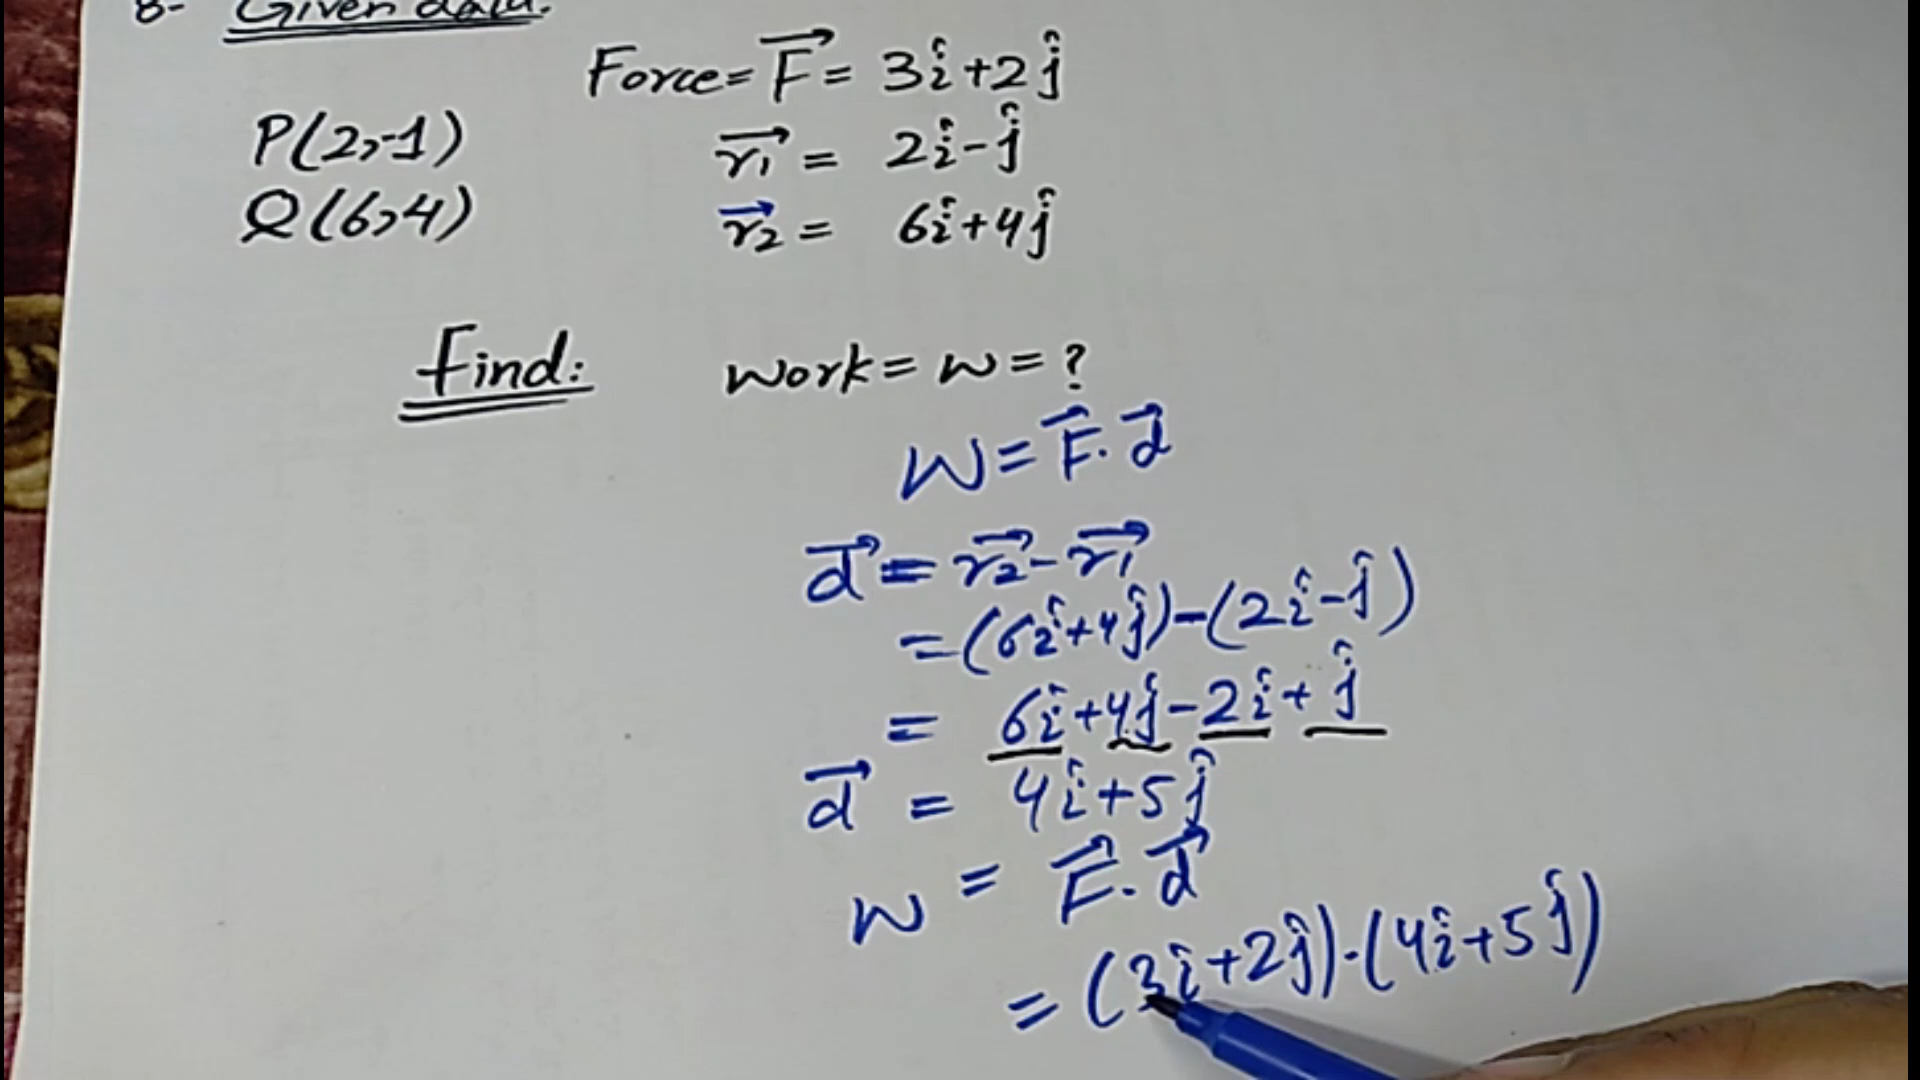 8- Given data:
Force = F⃗ = 3î+2ĵ
P(2,-1) r⃗1 = 2î-ĵ
Q(6,4) r⃗2 = 6î+4ĵ
Find: Work = W = ?
W = F⃗.d⃗
d⃗ = r⃗2 - r⃗1
= (6î+4ĵ)-(2î-ĵ)
= 6î+4ĵ-2î+ĵ
d⃗ = 4î+5ĵ
W = F⃗.d⃗
= (3î+2ĵ).(4î+5ĵ)